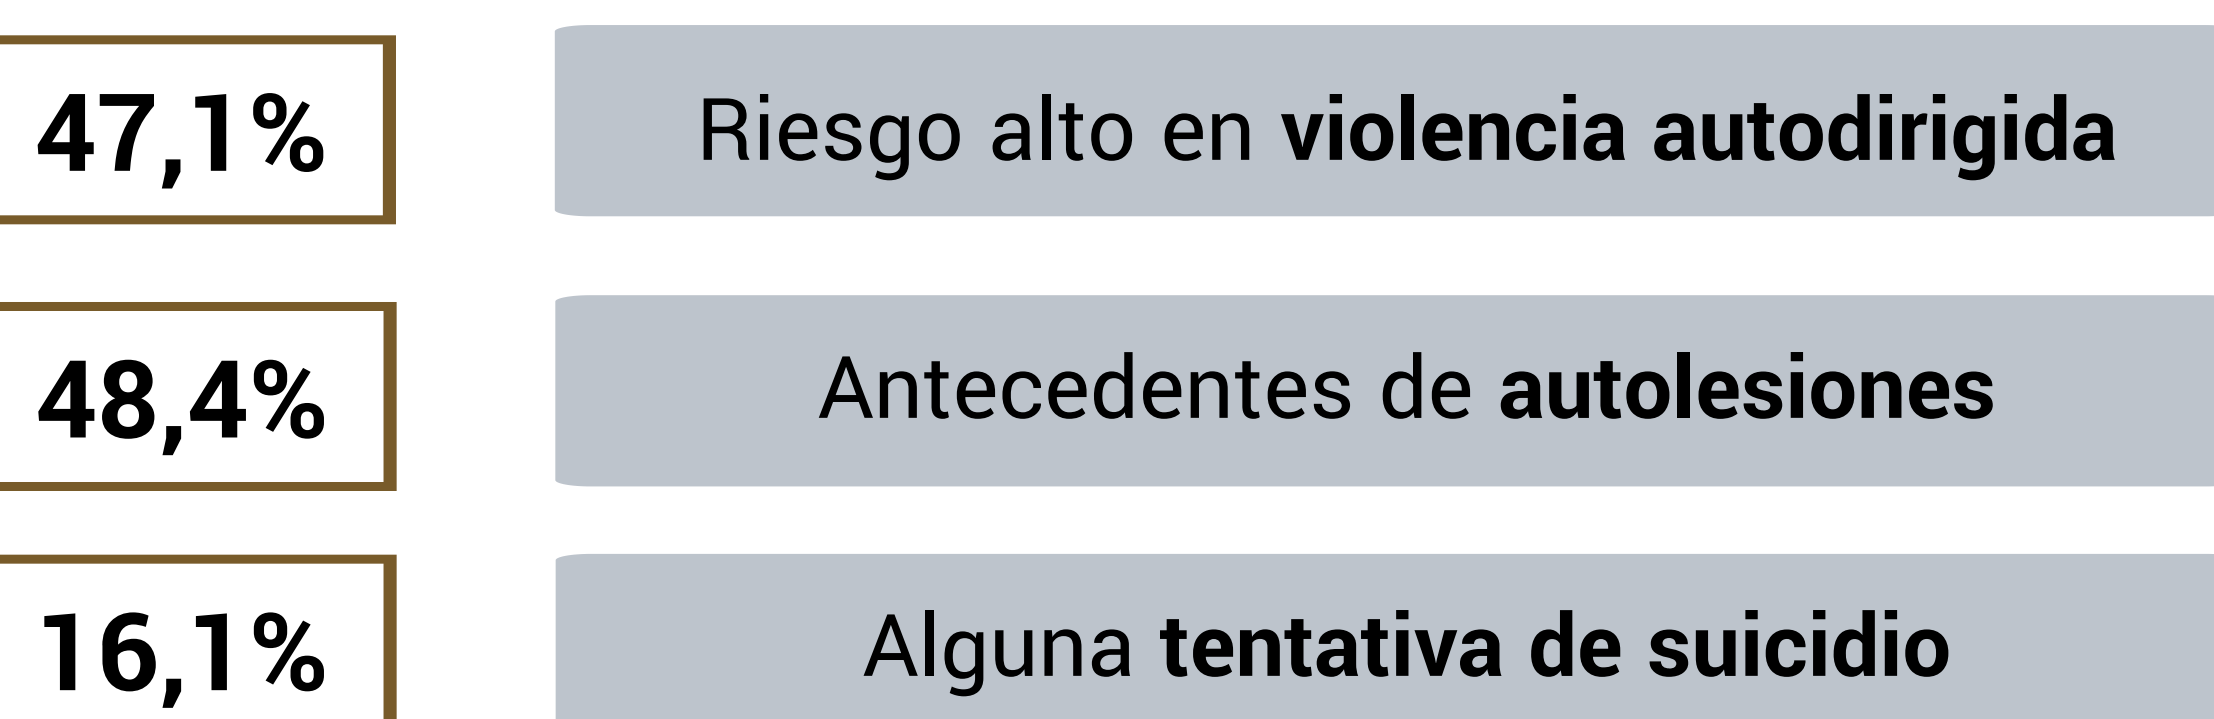 47,1%
Riesgo alto en violencia autodirigida
48,4%
Antecedentes de autolesiones
16,1%
Alguna tentativa de suicidio